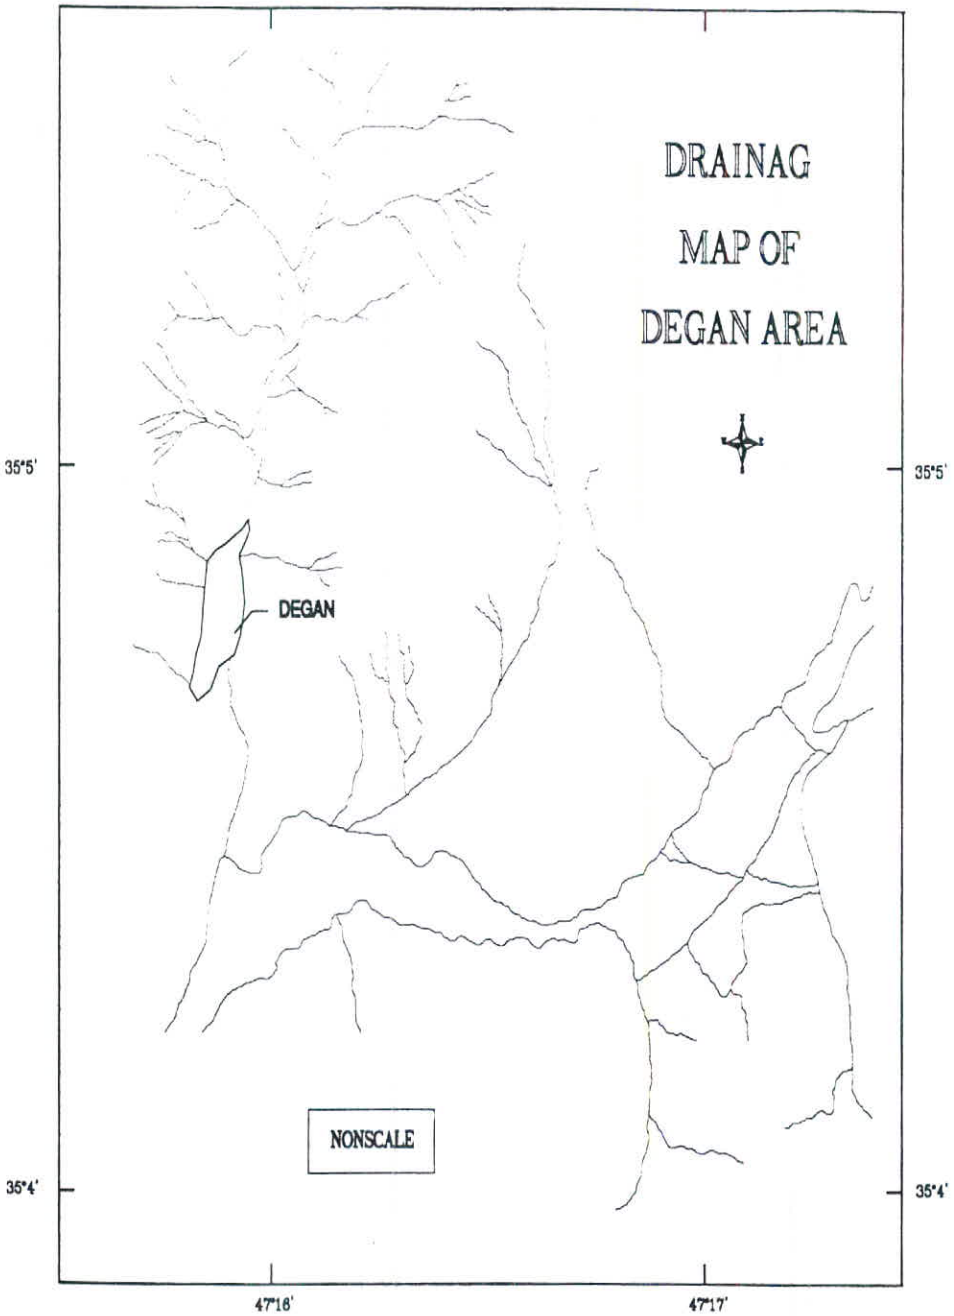 DRAINAG
MAP OF
DEGAN AREA
35°5'
35°5'
DEGAN
NONSCALE
35°4'
35°4'
47°16'
47°17'